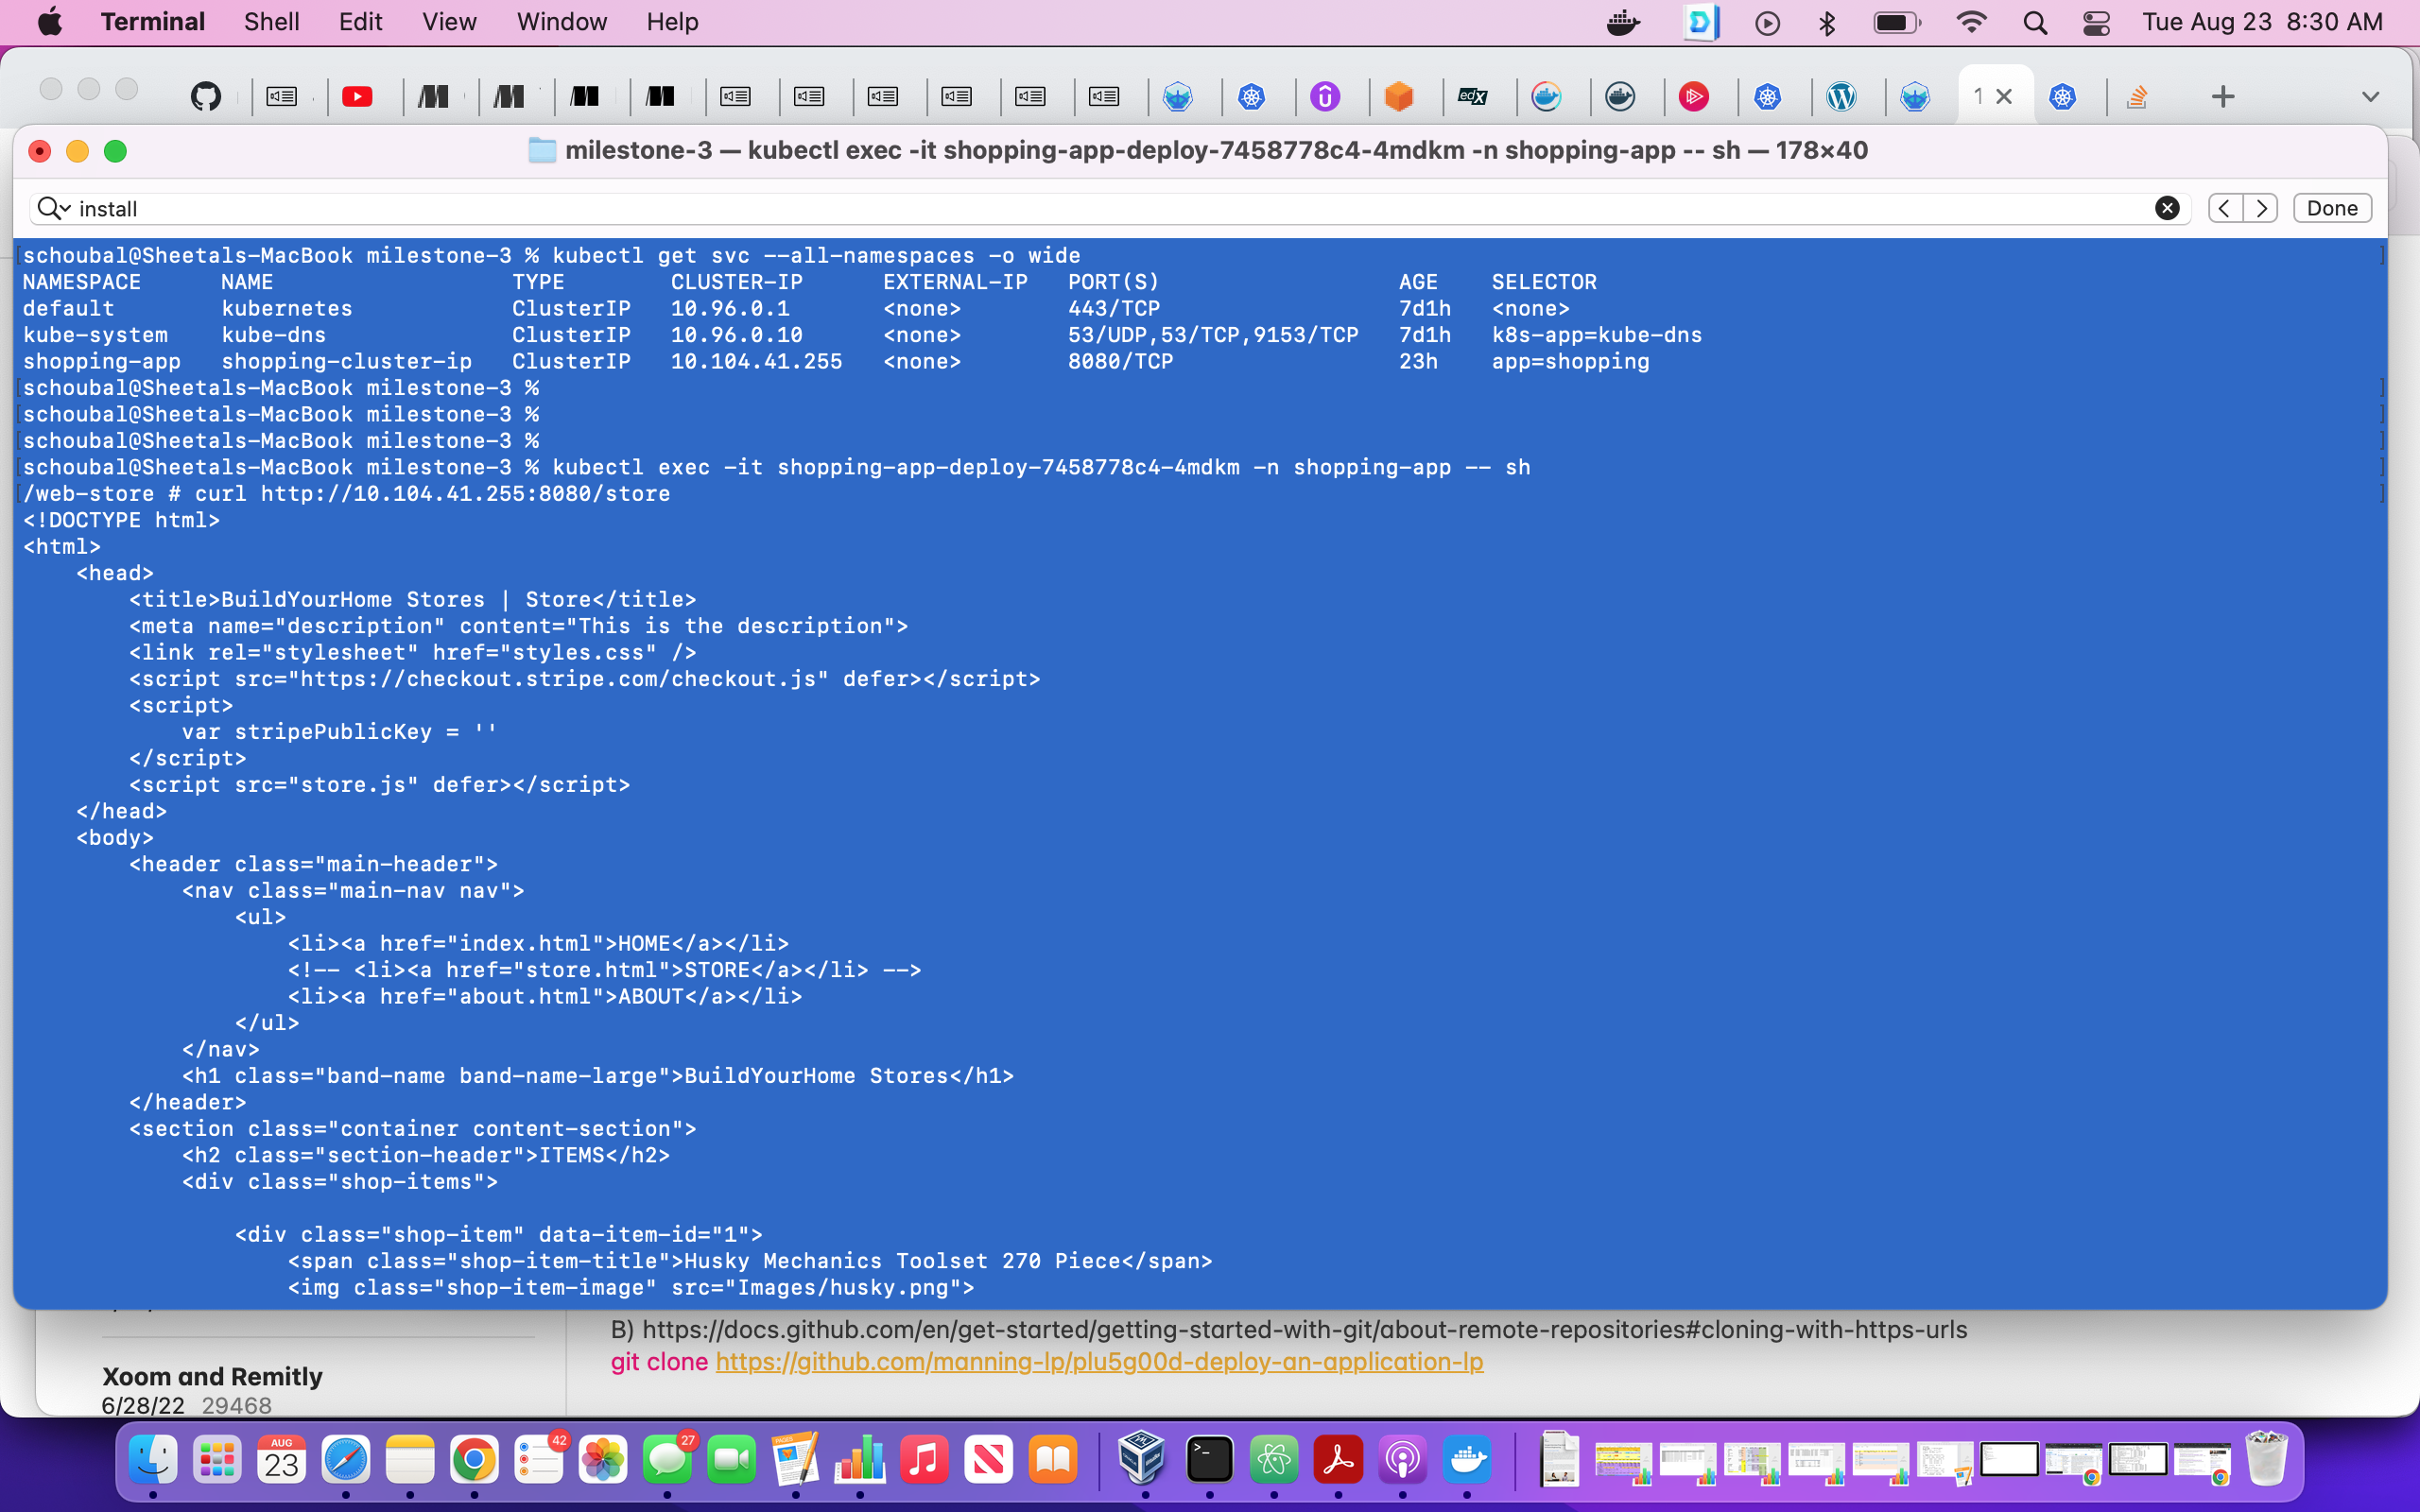 Terminal Shell Edit View Window Help Tue Aug 23 8:30 AM
edX 1
milestone-3 — kubectl exec -it shopping-app-deploy-7458778c4-4mdkm -n shopping-app -- sh — 178×40
install Done
schoubal@Sheetals-MacBook milestone-3 % kubectl get svc --all-namespaces -o wide
NAMESPACE NAME TYPE CLUSTER-IP EXTERNAL-IP PORT(S) AGE SELECTOR
default kubernetes ClusterIP 10.96.0.1 <none> 443/TCP 7d1h <none>
kube-system kube-dns ClusterIP 10.96.0.10 <none> 53/UDP,53/TCP,9153/TCP 7d1h k8s-app=kube-dns
shopping-app shopping-cluster-ip ClusterIP 10.104.41.255 <none> 8080/TCP 23h app=shopping
schoubal@Sheetals-MacBook milestone-3 %
schoubal@Sheetals-MacBook milestone-3 %
schoubal@Sheetals-MacBook milestone-3 %
schoubal@Sheetals-MacBook milestone-3 % kubectl exec -it shopping-app-deploy-7458778c4-4mdkm -n shopping-app -- sh
/web-store # curl http://10.104.41.255:8080/store
<!DOCTYPE html>
<html>
<head>
<title>BuildYourHome Stores | Store</title>
<meta name="description" content="This is the description">
<link rel="stylesheet" href="styles.css" />
<script src="https://checkout.stripe.com/checkout.js" defer></script>
<script>
var stripePublicKey = ''
</script>
<script src="store.js" defer></script>
</head>
<body>
<header class="main-header">
<nav class="main-nav nav">
<ul>
<li><a href="index.html">HOME</a></li>
<!-- <li><a href="store.html">STORE</a></li> -->
<li><a href="about.html">ABOUT</a></li>
</ul>
</nav>
<h1 class="band-name band-name-large">BuildYourHome Stores</h1>
</header>
<section class="container content-section">
<h2 class="section-header">ITEMS</h2>
<div class="shop-items">
<div class="shop-item" data-item-id="1">
<span class="shop-item-title">Husky Mechanics Toolset 270 Piece</span>
<img class="shop-item-image" src="Images/husky.png">
B) https://docs.github.com/en/get-started/getting-started-with-git/about-remote-repositories#cloning-with-https-urls
git clone https://github.com/manning-lp/plu5g00d-deploy-an-application-lp
Xoom and Remitly
6/28/22 29468
AUG
23
42
27
PAGES